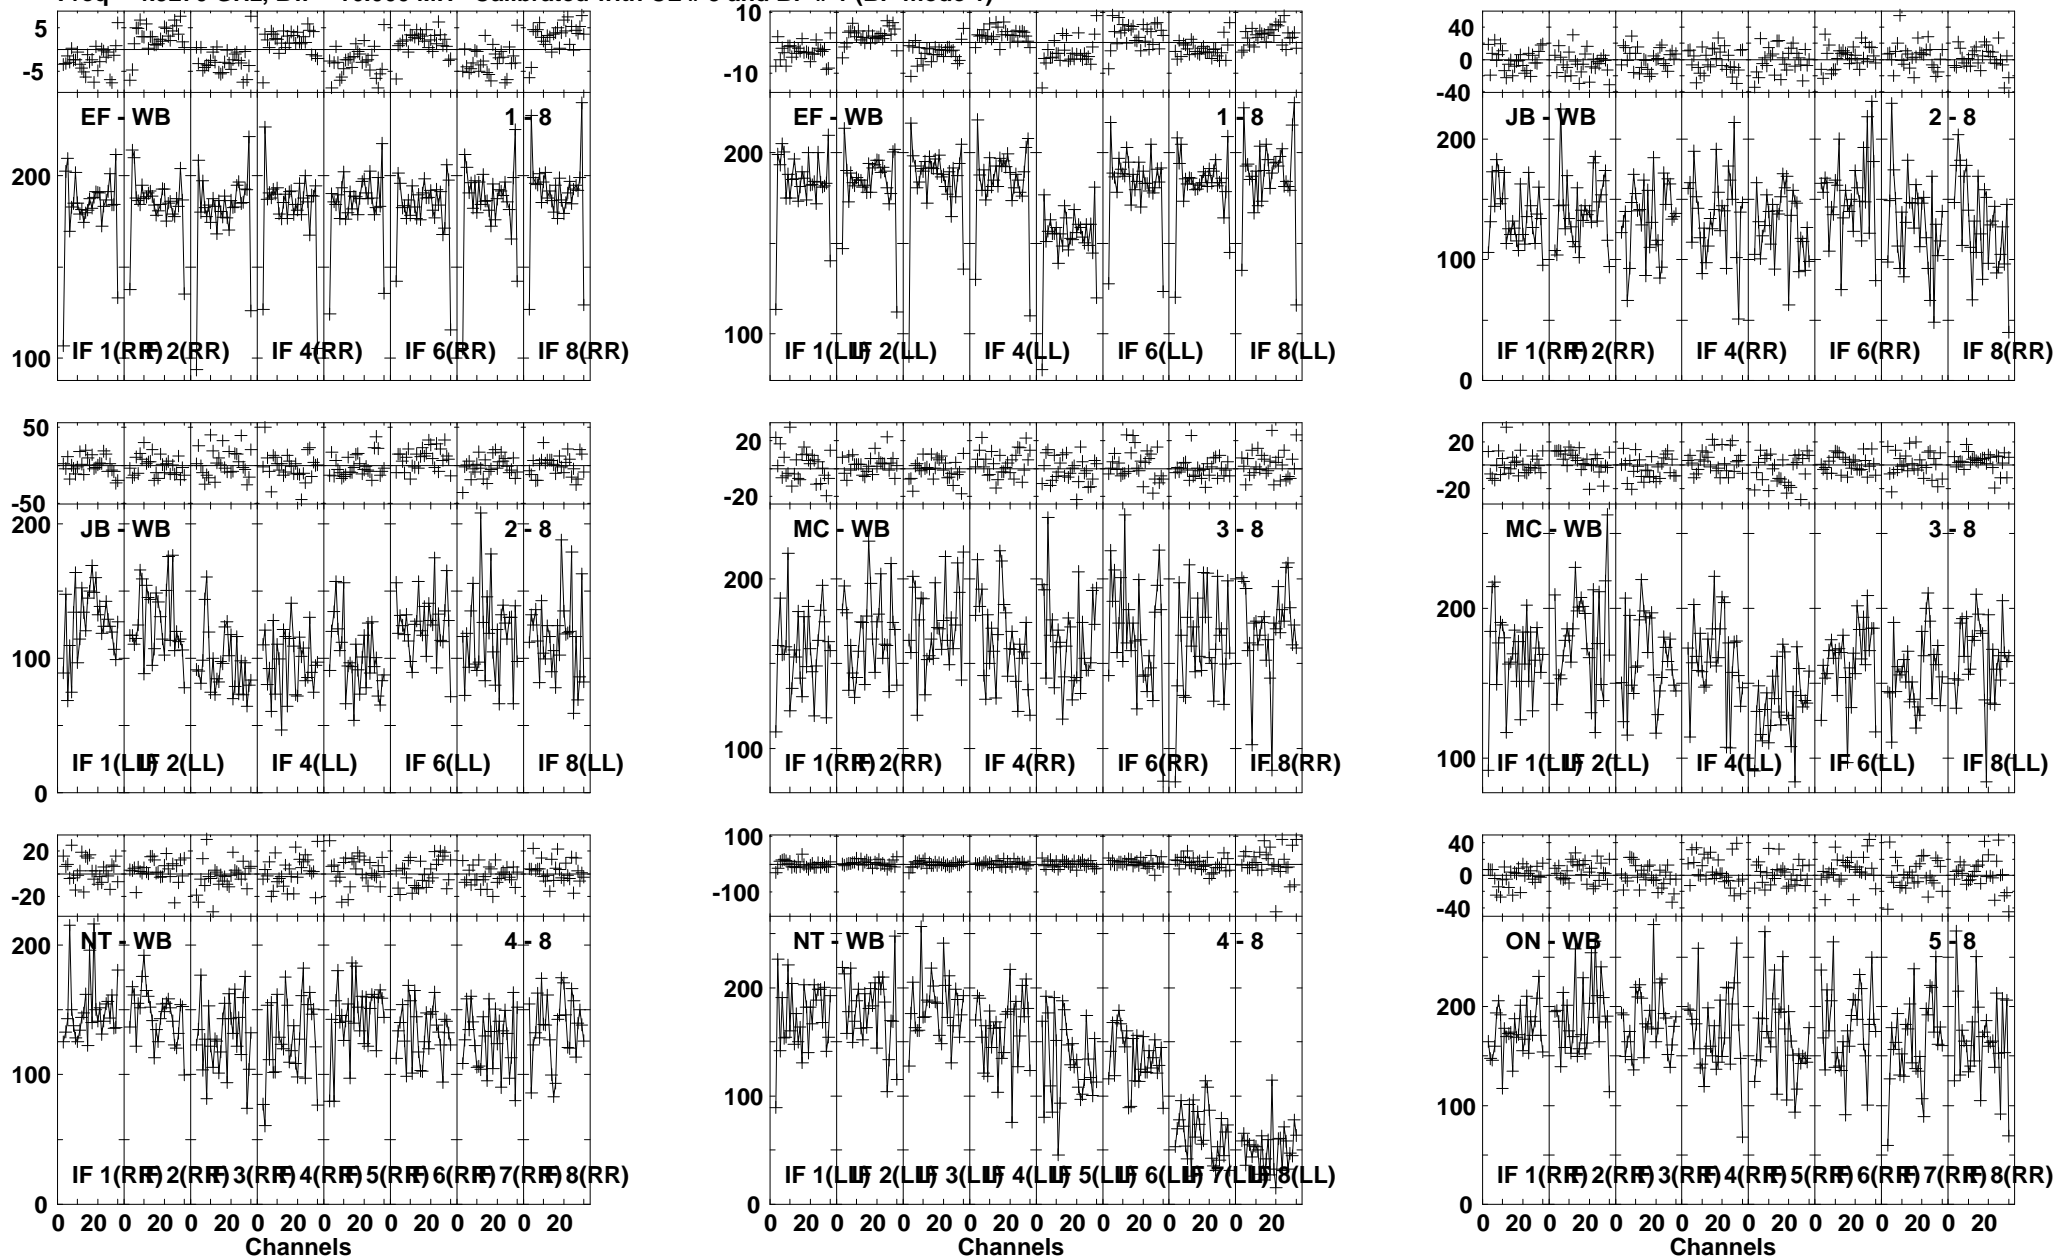 Calibrated with and BP mode
5
-5
EF - WB 1 - 8
200
100
IF 1(RR) IF 2(RR) IF 4(RR) IF 6(RR) IF 8(RR)
10
-10
EF - WB 1 - 8
200
100
IF 1(LL) IF 2(LL) IF 4(LL) IF 6(LL) IF 8(LL)
40
0
-40
JB - WB 2 - 8
200
100
0
IF 1(RR) IF 2(RR) IF 4(RR) IF 6(RR) IF 8(RR)
50
-50
JB - WB 2 - 8
200
100
0
IF 1(LL) IF 2(LL) IF 4(LL) IF 6(LL) IF 8(LL)
20
-20
MC - WB 3 - 8
200
100
IF 1(RR) IF 2(RR) IF 4(RR) IF 6(RR) IF 8(RR)
20
-20
MC - WB 3 - 8
200
100
IF 1(LL) IF 2(LL) IF 4(LL) IF 6(LL) IF 8(LL)
20
-20
NT - WB 4 - 8
200
100
0
IF 1(RR) IF 2(RR) IF 3(RR) IF 4(RR) IF 5(RR) IF 6(RR) IF 7(RR) IF 8(RR)
0 20 0 20 0 20 0 20 0 20 0 20 0 20 0 20
Channels
100
-100
NT - WB 4 - 8
200
100
0
IF 1(LL) IF 2(LL) IF 3(LL) IF 4(LL) IF 5(LL) IF 6(LL) IF 7(LL) IF 8(LL)
0 20 0 20 0 20 0 20 0 20 0 20 0 20 0 20
Channels
40
0
-40
ON - WB 5 - 8
200
100
0
IF 1(RR) IF 2(RR) IF 3(RR) IF 4(RR) IF 5(RR) IF 6(RR) IF 7(RR) IF 8(RR)
0 20 0 20 0 20 0 20 0 20 0 20 0 20 0 20
Channels